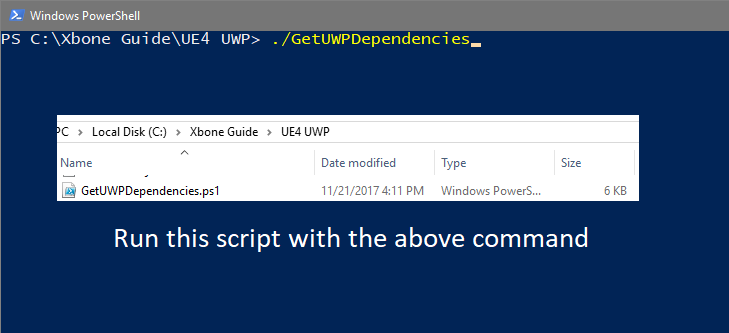 Windows PowerShell
PS C:\Xbone Guide\UE4 UWP> ./GetUWPDependencies
PC > Local Disk (C:) > Xbone Guide > UE4 UWP
Name Date modified Type Size
GetUWPDependencies.ps1 11/21/2017 4:11 PM Windows PowerS... 6 KB
Run this script with the above command